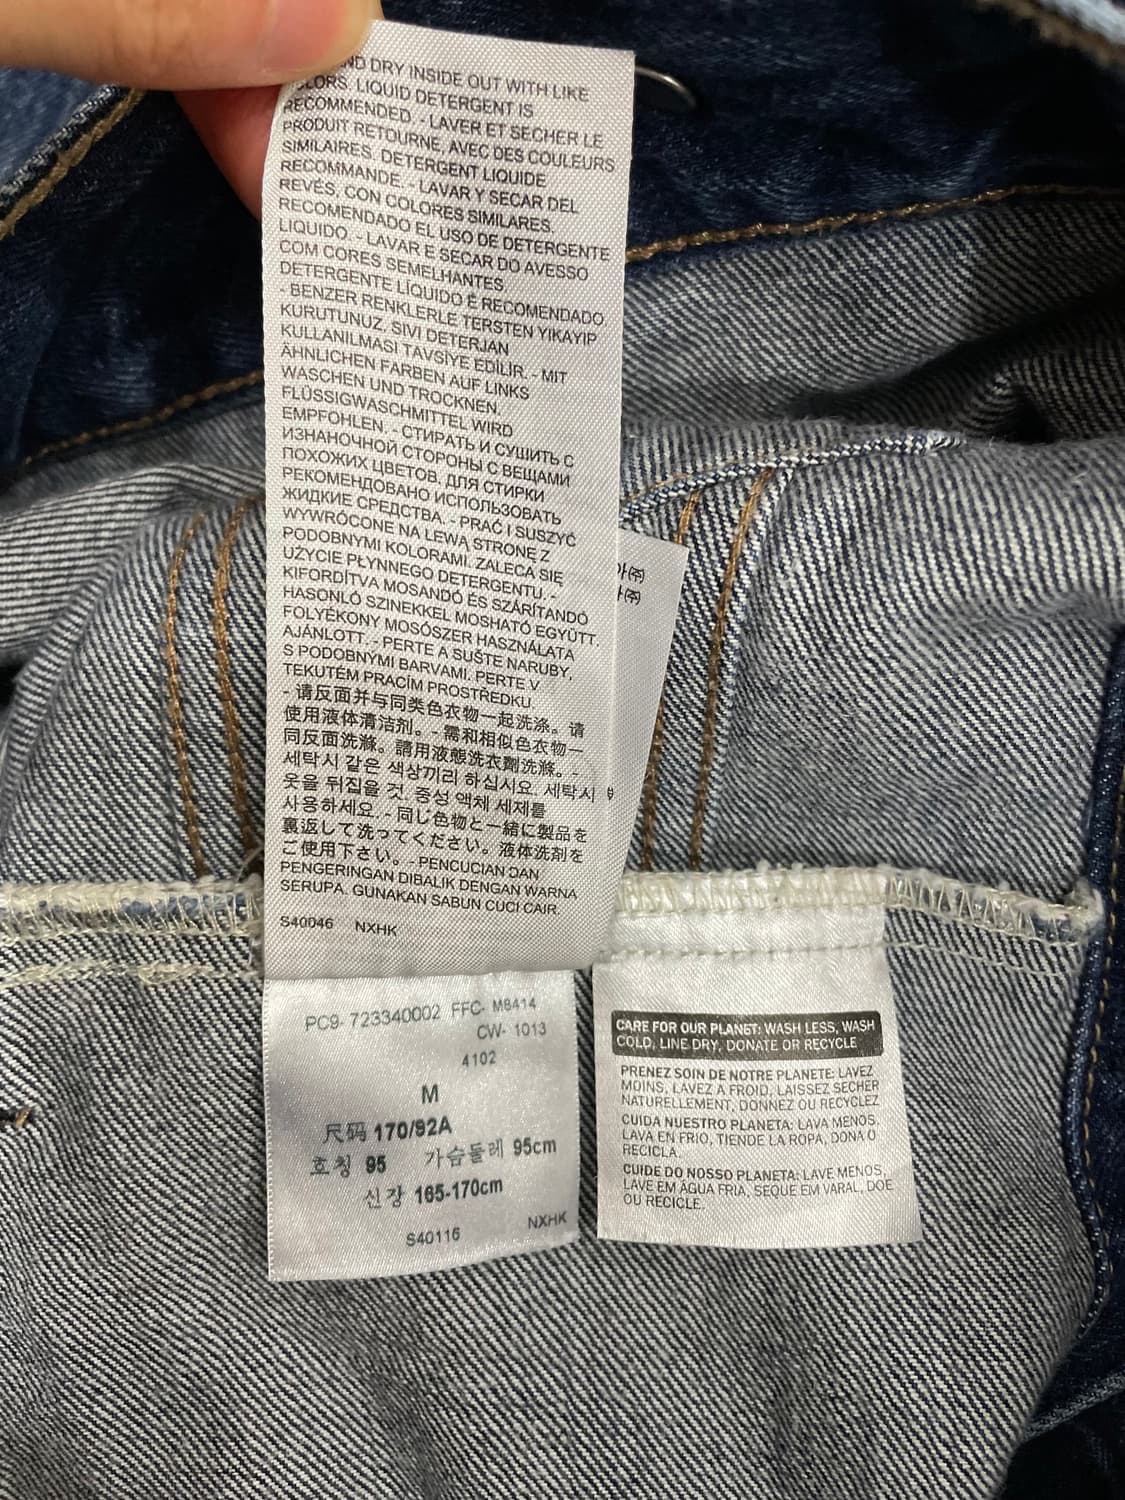 ND DRY INSIDE OUT WITH LIKE
COLORS. LIQUID DETERGENT IS
RECOMMENDED. - LAVER ET SECHER LE
PRODUIT RETOURNE, AVEC DES COULEURS
SIMILAIRES. DETERGENT LIQUIDE
RECOMMANDE. - LAVAR Y SECAR DEL
REVÉS, CON COLORES SIMILARES.
RECOMENDADO EL USO DE DETERGENTE
LIQUIDO. - LAVAR E SECAR DO AVESSO
COM CORES SEMELHANTES.
DETERGENTE LÍQUIDO É RECOMENDADO.
- BENZER RENKLERLE TERSTEN YIKAYIP
KURUTUNUZ. SIVI DETERJAN
KULLANILMASI TAVSİYE EDİLİR. - MIT
ÄHNLICHEN FARBEN AUF LINKS
WASCHEN UND TROCKNEN.
FLÜSSIGWASCHMITTEL WIRD
EMPFOHLEN. - СТИРАТЬ И СУШИТЬ С
ИЗНАНОЧНОЙ СТОРОНЫ С ВЕЩАМИ
ПОХОЖИХ ЦВЕТОВ. ДЛЯ СТИРКИ
РЕКОМЕНДОВАНО ИСПОЛЬЗОВАТЬ
ЖИДКИЕ СРЕДСТВА. - PRAĆ I SUSZYĆ
WYWRÓCONE NA LEWĄ STRONĘ Z
PODOBNYMI KOLORAMI. ZALECA SIĘ
UŻYCIE PŁYNNEGO DETERGENTU. -
KIFORDÍTVA MOSANDÓ ÉS SZÁRÍTANDÓ
HASONLÓ SZINEKKEL MOSHATÓ EGYÜTT.
FOLYÉKONY MOSÓSZER HASZNÁLATA
AJÁNLOTT. - PERTE A SUŠTE NARUBY,
S PODOBNÝMI BARVAMI. PERTE V
TEKUTÉM PRACÍM PROSTŘEDKU.
- 请反面并与同类色衣物一起洗涤。请
使用液体清洁剂。- 需和相似色衣物一
同反面洗滌。請用液態洗衣劑洗滌。-
세탁시 같은 색상끼리 하십시요. 세탁시
옷을 뒤집을 것. 중성 액체 세제를
사용하세요. - 同じ色物と一緒に製品を
裏返して洗ってください。液体洗剤を
ご使用下さい。- PENCUCIAN DAN
PENGERINGAN DIBALIK DENGAN WARNA
SERUPA. GUNAKAN SABUN CUCI CAIR.
S40046 NXHK
아(주)
(주)
PC9- 723340002 FFC- M8414
CW- 1013
4102
M
尺码 170/92A
호칭 95 가슴둘레 95cm
신장 165-170cm
S40116 NXHK
CARE FOR OUR PLANET: WASH LESS, WASH
COLD, LINE DRY, DONATE OR RECYCLE
PRENEZ SOIN DE NOTRE PLANETE: LAVEZ
MOINS, LAVEZ A FROID, LAISSEZ SECHER
NATURELLEMENT, DONNEZ OU RECYCLEZ
CUIDA NUESTRO PLANETA: LAVA MENOS,
LAVA EN FRIO, TIENDE LA ROPA, DONA O
RECICLA.
CUIDE DO NOSSO PLANETA: LAVE MENOS,
LAVE EM ÁGUA FRIA, SEQUE EM VARAL, DOE
OU RECICLE.